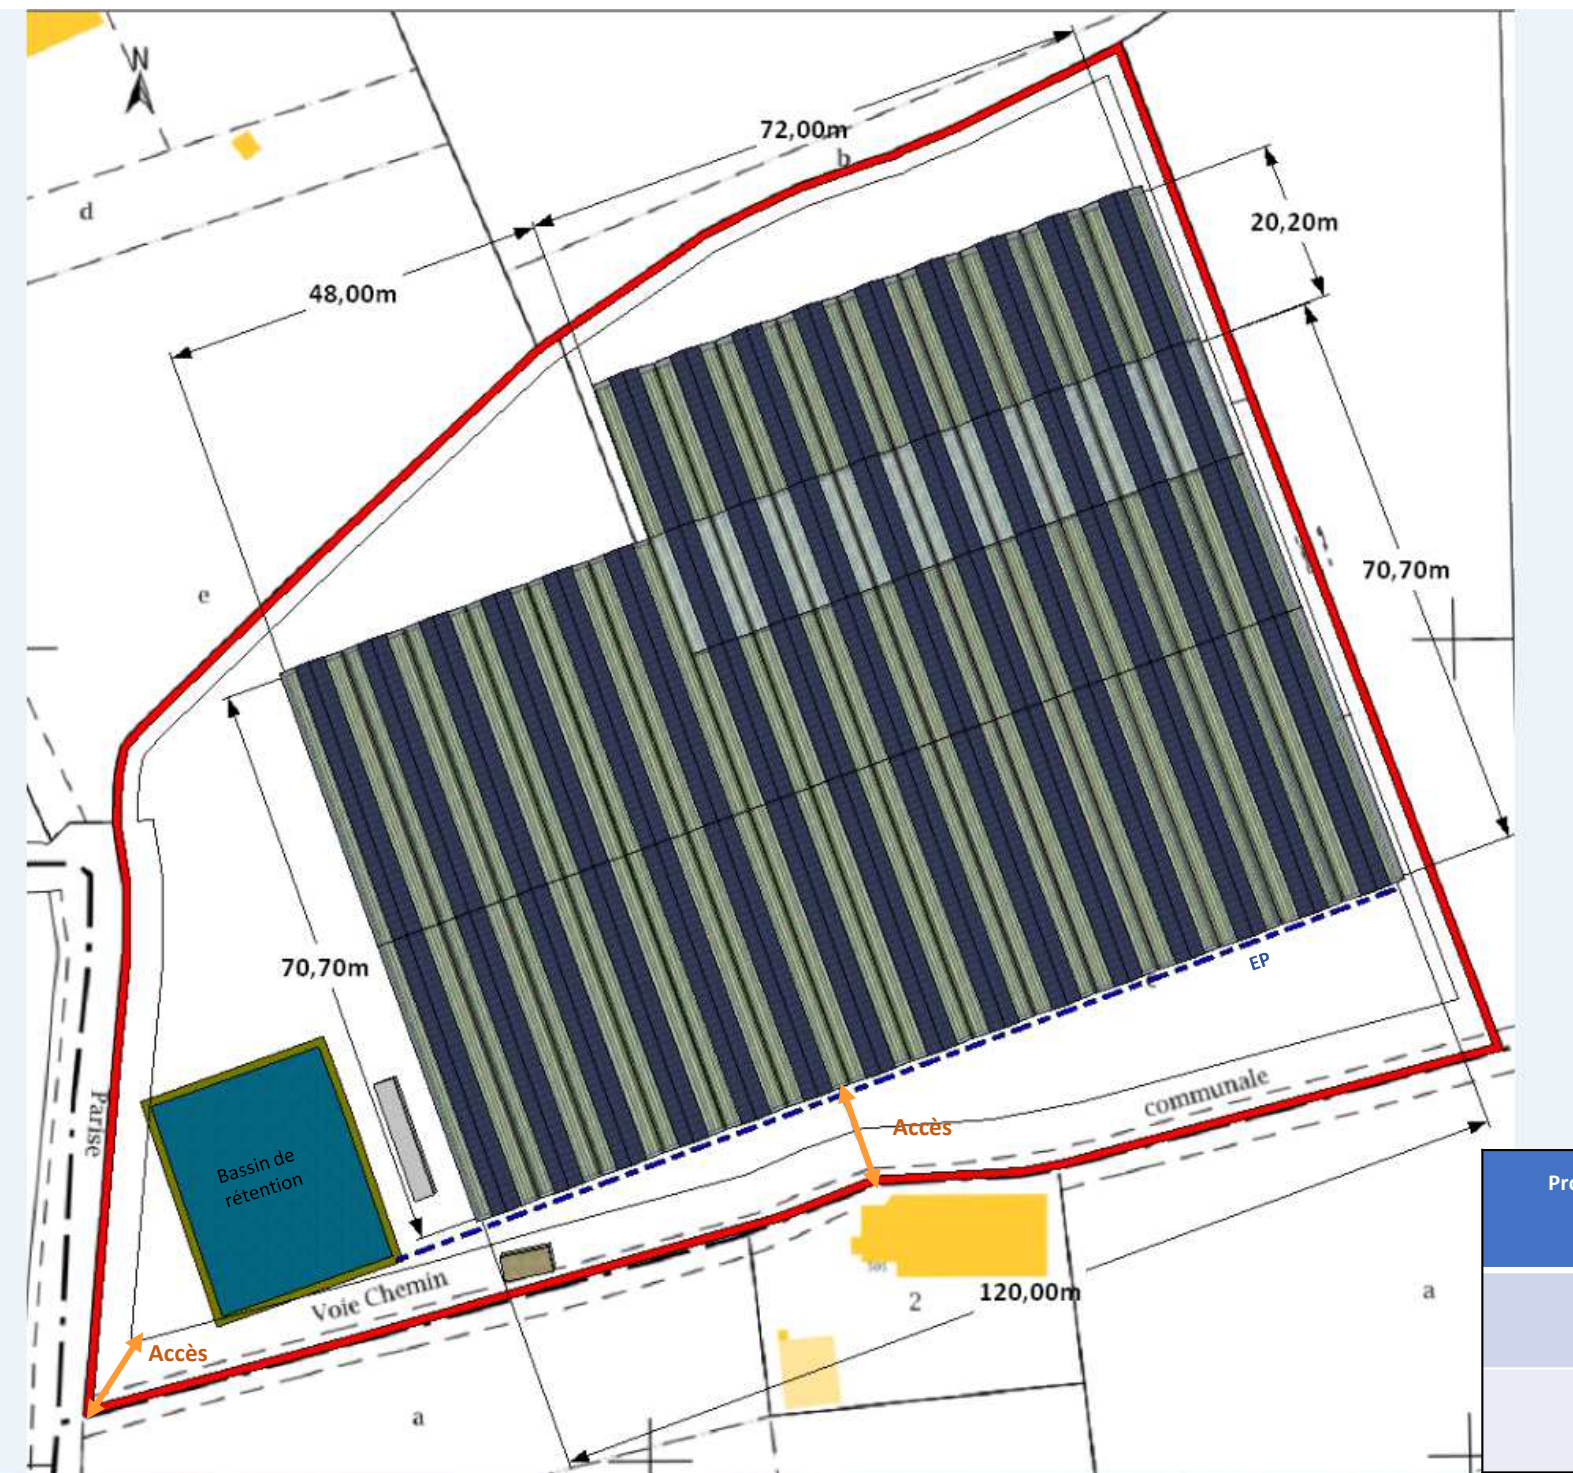 N
72,00m
b
d
20,20m
48,00m
70,70m
e
70,70m
EP
c
Parise
communale
Accès
Bassin de
rétention
Voie Chemin
2
120,00m
a
Accès
a